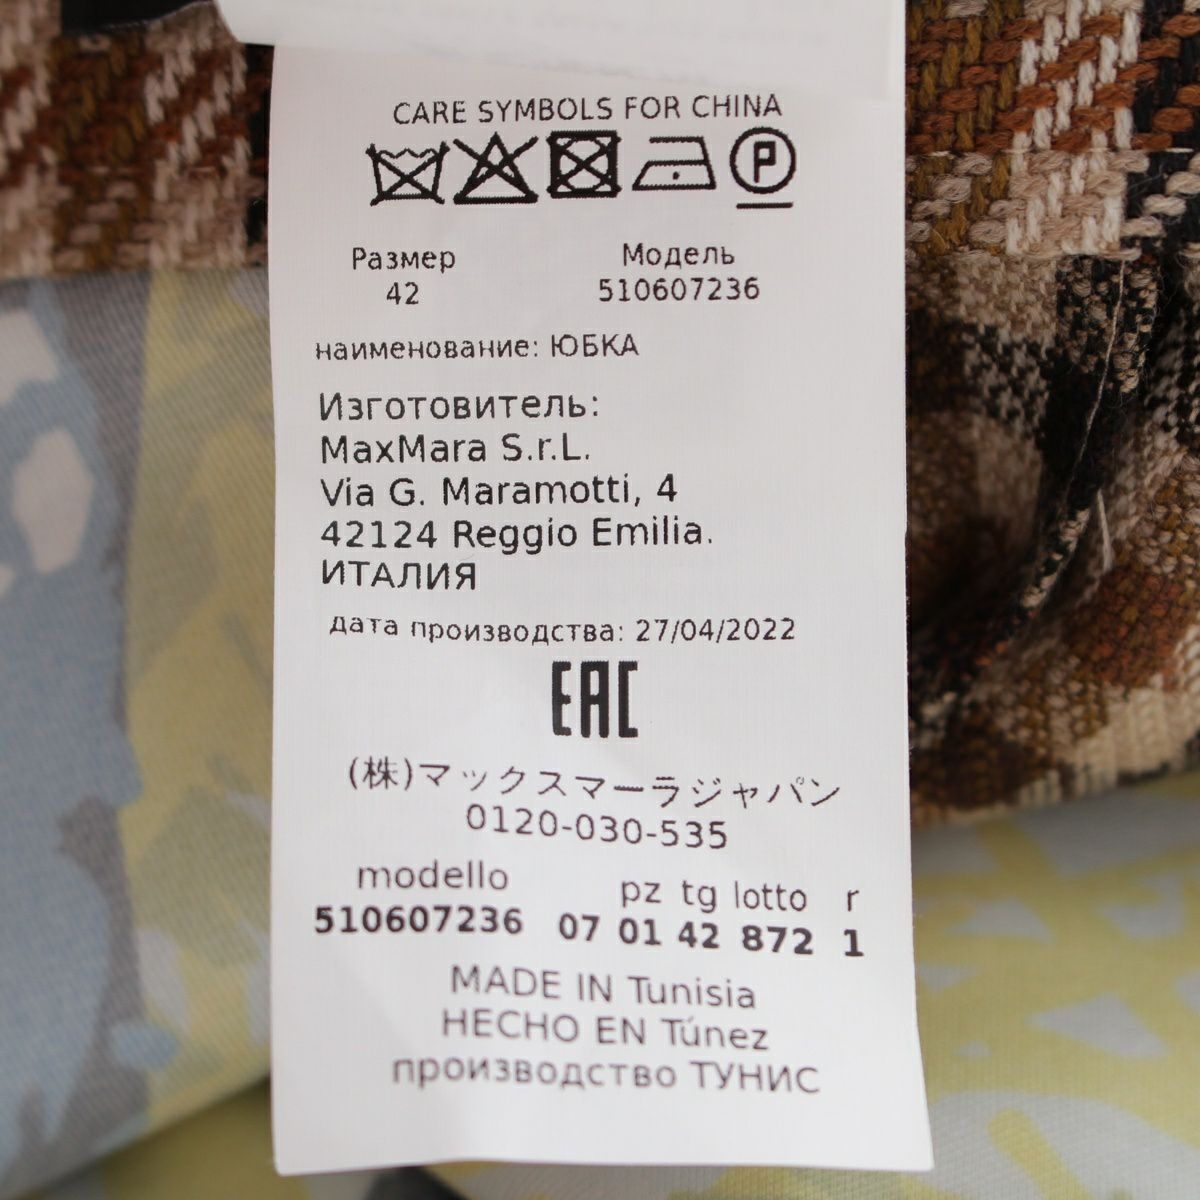 CARE SYMBOLS FOR CHINA
P
Размер Модель
42 510607236
наименование: ЮБКА
Изготовитель:
MaxMara S.r.L.
Via G. Maramotti, 4
42124 Reggio Emilia.
ИТАЛИЯ
дата производства: 27/04/2022
EAC
(株)マックスマーラジャパン
0120-030-535
modello pz tg lotto r
510607236 07 01 42 872 1
MADE IN Tunisia
HECHO EN Túnez
производство ТУНИС